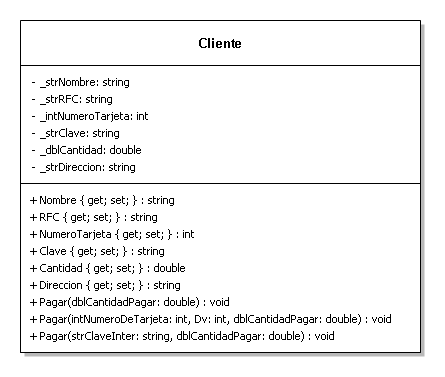 Cliente
- _strNombre: string
- _strRFC: string
- _intNumeroTarjeta: int
- _strClave: string
- _dblCantidad: double
- _strDireccion: string
+ Nombre { get; set; } : string
+ RFC { get; set; } : string
+ NumeroTarjeta { get; set; } : int
+ Clave { get; set; } : string
+ Cantidad { get; set; } : double
+ Direccion { get; set; } : string
+ Pagar(dblCantidadPagar: double) : void
+ Pagar(intNumeroDeTarjeta: int, Dv: int, dblCantidadPagar: double) : void
+ Pagar(strClaveInter: string, dblCantidadPagar: double) : void